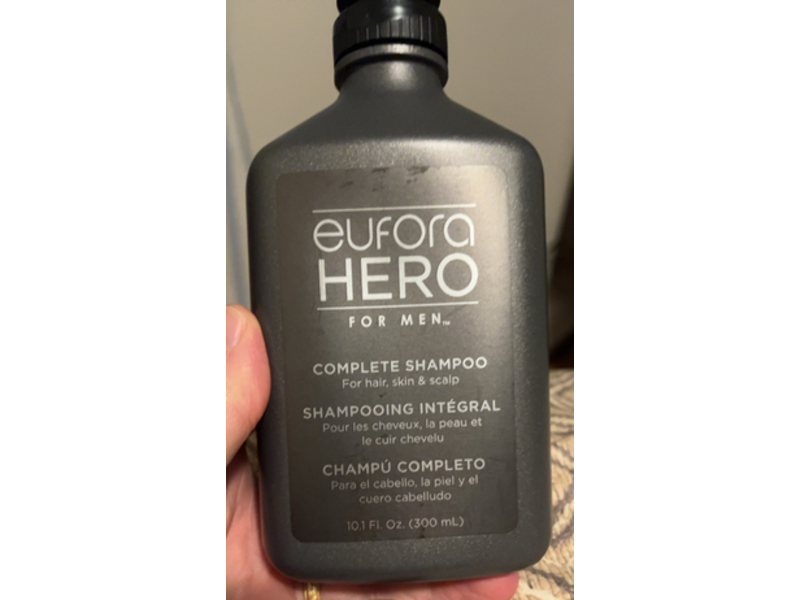 eufora
HERO
FOR MEN™
COMPLETE SHAMPOO
For hair, skin & scalp
SHAMPOOING INTÉGRAL
Pour les cheveux, la peau et
le cuir chevelu
CHAMPÚ COMPLETO
Para el cabello, la piel y el
cuero cabelludo
10.1 Fl. Oz. (300 mL)